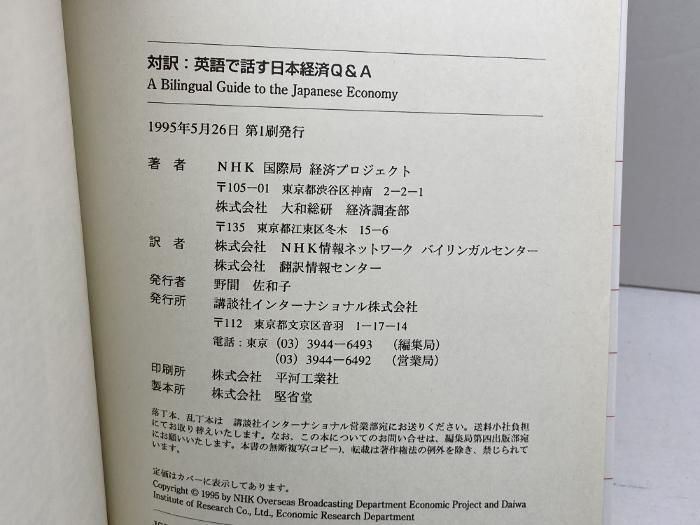 対訳：英語で話す日本経済Q＆A
A Bilingual Guide to the Japanese Economy
1995年5月26日 第1刷発行
著者 NHK 国際局 経済プロジェクト
〒105－01 東京都渋谷区神南 2－2－1
株式会社 大和総研 経済調査部
〒135 東京都江東区冬木 15－6
訳者 株式会社 NHK情報ネットワーク バイリンガルセンター
株式会社 翻訳情報センター
発行者 野間 佐和子
発行所 講談社インターナショナル株式会社
〒112 東京都文京区音羽 1－17－14
電話：東京 (03) 3944－6493 （編集局）
(03) 3944－6492 （営業局）
印刷所 株式会社 平河工業社
製本所 株式会社 堅省堂
落丁本、乱丁本は 講談社インターナショナル営業部宛にお送りください。送料小社負担
にてお取り替えいたします。なお、この本についてのお問い合せは、編集局第四出版部宛
にお願いいたします。本書の無断複写(コピー)、転載は著作権法の例外を除き、禁じられて
います。
定価はカバーに表示してあります。
Copyright © 1995 by NHK Overseas Broadcasting Department Economic Project and Daiwa
Institute of Research Co., Ltd., Economic Research Department